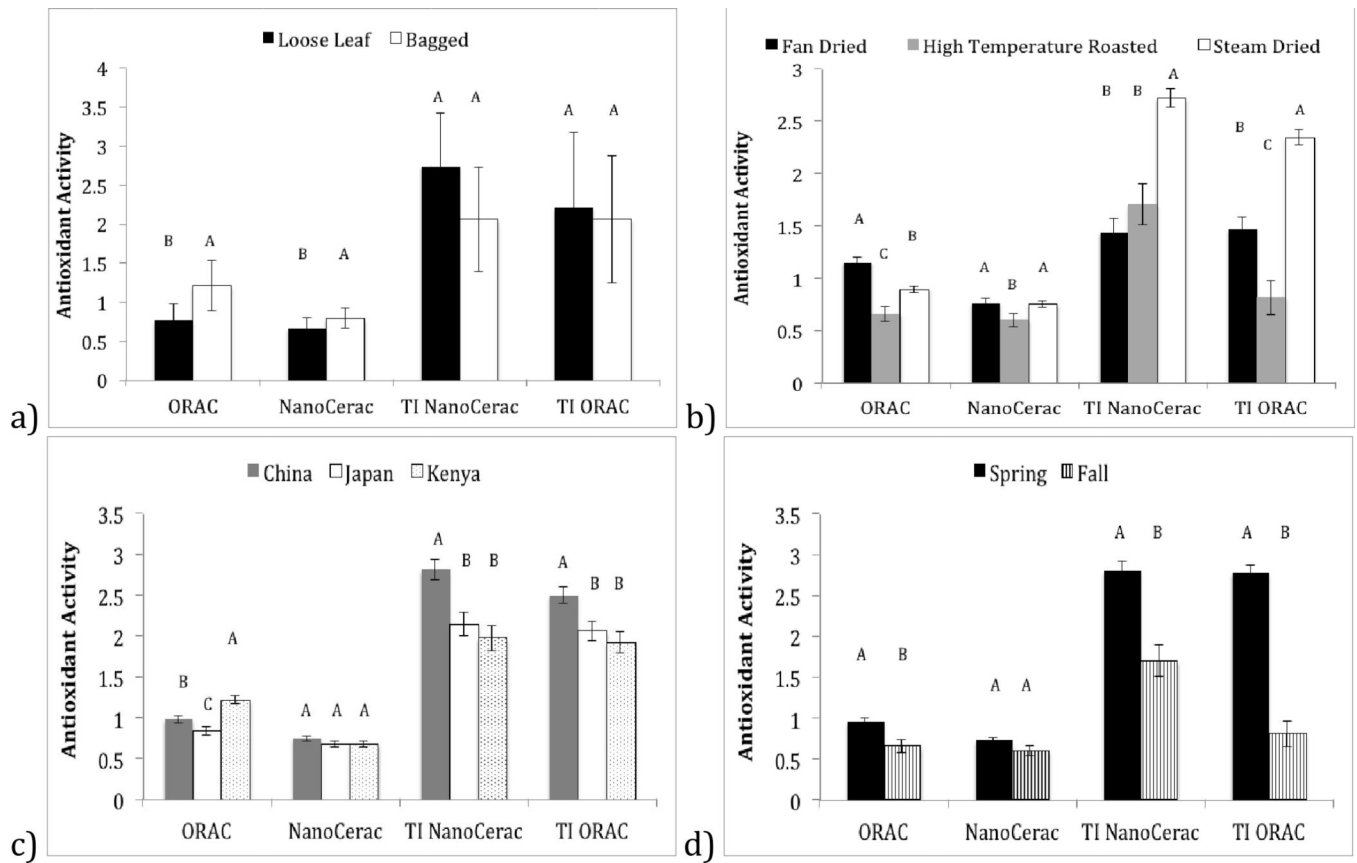 Loose Leaf Bagged
4
3.5
3
2.5
2
1.5
1
0.5
0
Antioxidant Activity
B A B A A A A A
ORAC NanoCerac TI NanoCerac TI ORAC
a)
Fan Dried High Temperature Roasted Steam Dried
3
2.5
2
1.5
1
0.5
0
Antioxidant Activity
A C B A B A B B A B C A
ORAC NanoCerac TI NanoCerac TI ORAC
b)
China Japan Kenya
3.5
3
2.5
2
1.5
1
0.5
0
Antioxidant Activity
B C A A A A A B B A B B
ORAC NanoCerac TI NanoCerac TI ORAC
c)
Spring Fall
3.5
3
2.5
2
1.5
1
0.5
0
Antioxidant Activity
A B A A A B A B
ORAC NanoCerac TI NanoCerac TI ORAC
d)